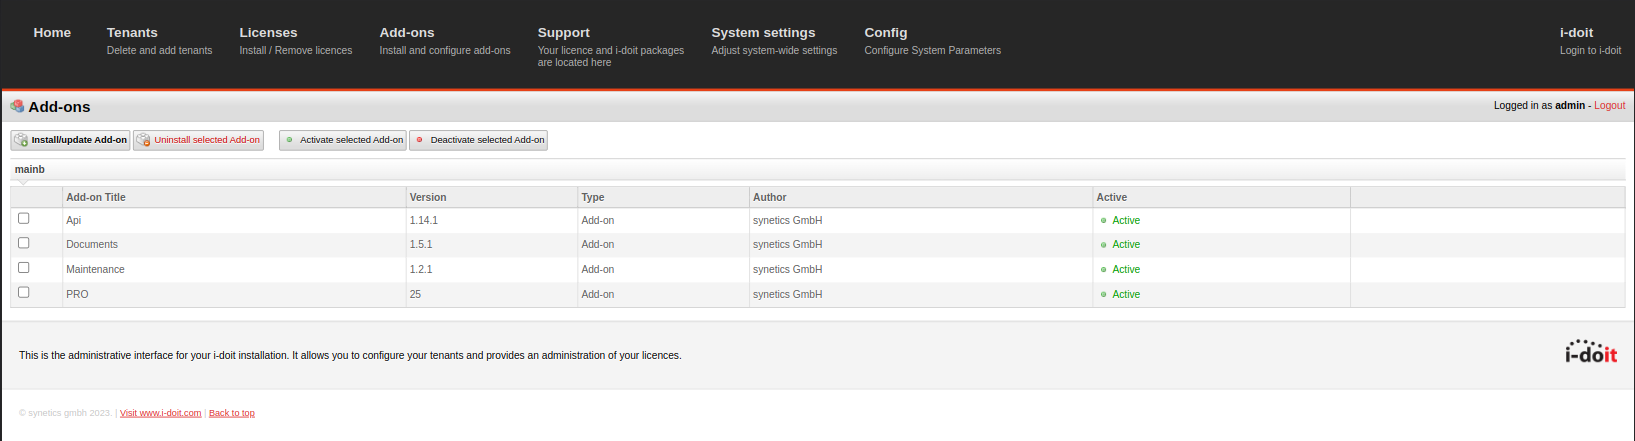 Home
Tenants
Delete and add tenants
Licenses
Install / Remove licences
Add-ons
Install and configure add-ons
Support
Your licence and i-doit packages
are located here
System settings
Adjust system-wide settings
Config
Configure System Parameters
i-doit
Login to i-doit
Add-ons
Logged in as admin - Logout
Install/update Add-on Uninstall selected Add-on Activate selected Add-on Deactivate selected Add-on
mainb
Add-on Title Version Type Author Active
Api 1.14.1 Add-on synetics GmbH Active
Documents 1.5.1 Add-on synetics GmbH Active
Maintenance 1.2.1 Add-on synetics GmbH Active
PRO 25 Add-on synetics GmbH Active
This is the administrative interface for your i-doit installation. It allows you to configure your tenants and provides an administration of your licences.
i-doit
© synetics gmbh 2023. | Visit www.i-doit.com | Back to top